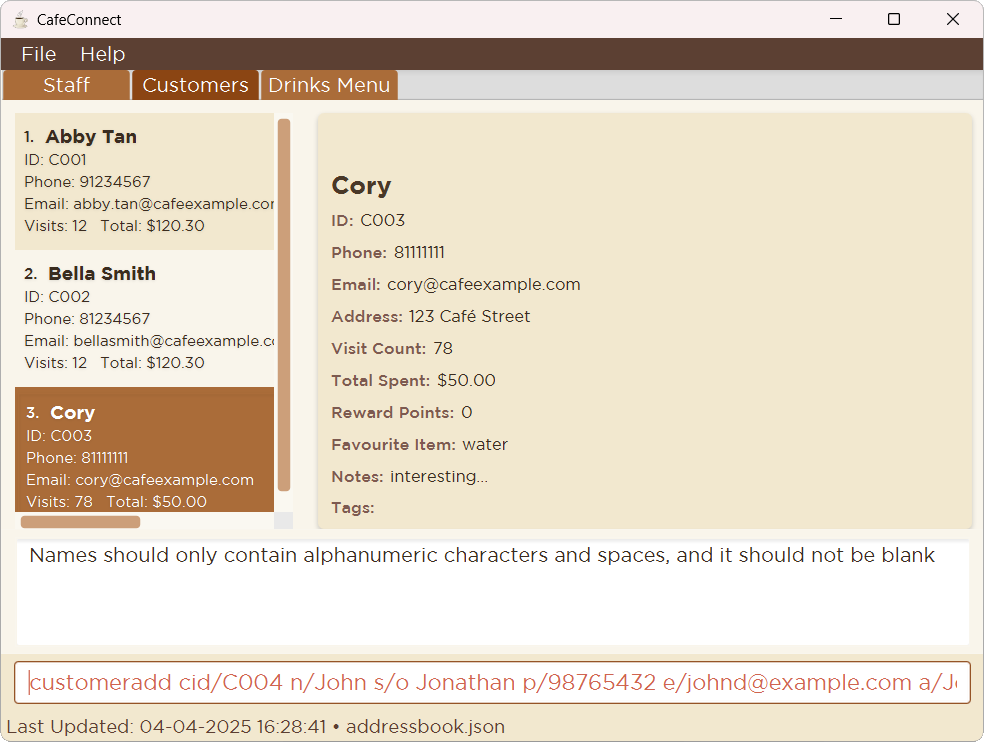 CafeConnect
File Help
Staff Customers Drinks Menu
1. Abby Tan
ID: C001
Phone: 91234567
Email: abby.tan@cafeexample.cor
Visits: 12 Total: $120.30
2. Bella Smith
ID: C002
Phone: 81234567
Email: bellasmith@cafeexample.cc
Visits: 12 Total: $120.30
3. Cory
ID: C003
Phone: 81111111
Email: cory@cafeexample.com
Visits: 78 Total: $50.00
Cory
ID: C003
Phone: 81111111
Email: cory@cafeexample.com
Address: 123 Café Street
Visit Count: 78
Total Spent: $50.00
Reward Points: 0
Favourite Item: water
Notes: interesting...
Tags:
Names should only contain alphanumeric characters and spaces, and it should not be blank
customeradd cid/C004 n/John s/o Jonathan p/98765432 e/johnd@example.com a/Jo
Last Updated: 04-04-2025 16:28:41 • addressbook.json